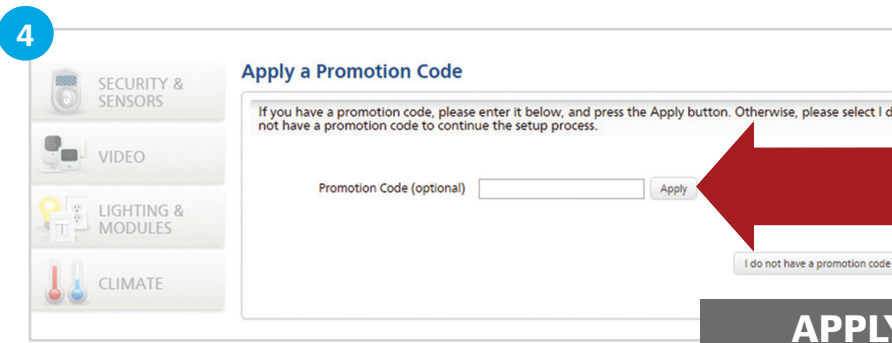 4
SECURITY &
SENSORS
VIDEO
LIGHTING &
MODULES
CLIMATE
Apply a Promotion Code
If you have a promotion code, please enter it below, and press the Apply button. Otherwise, please select I d
not have a promotion code to continue the setup process.
Promotion Code (optional)
Apply
I do not have a promotion code
APPLY